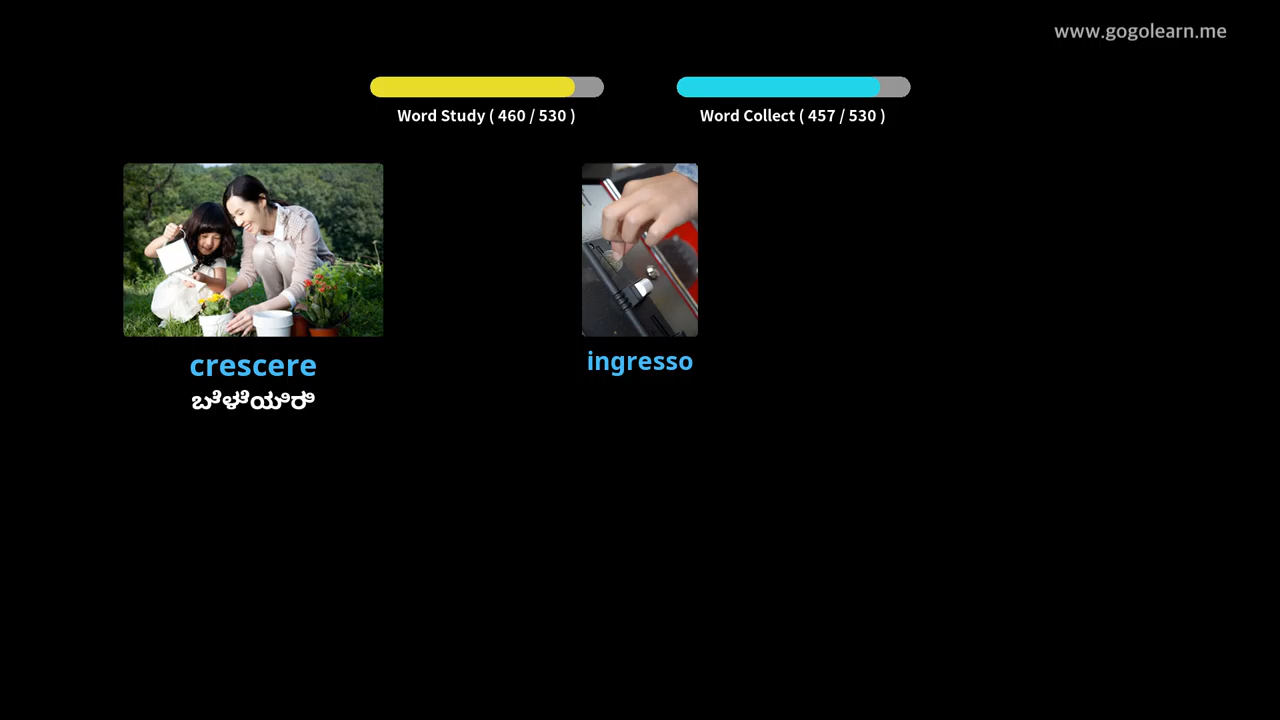 www.gogolearn.me
Word Study ( 460 / 530 )
Word Collect ( 457 / 530 )
crescere
ಬೆಳೆಯಿರಿ
ingresso